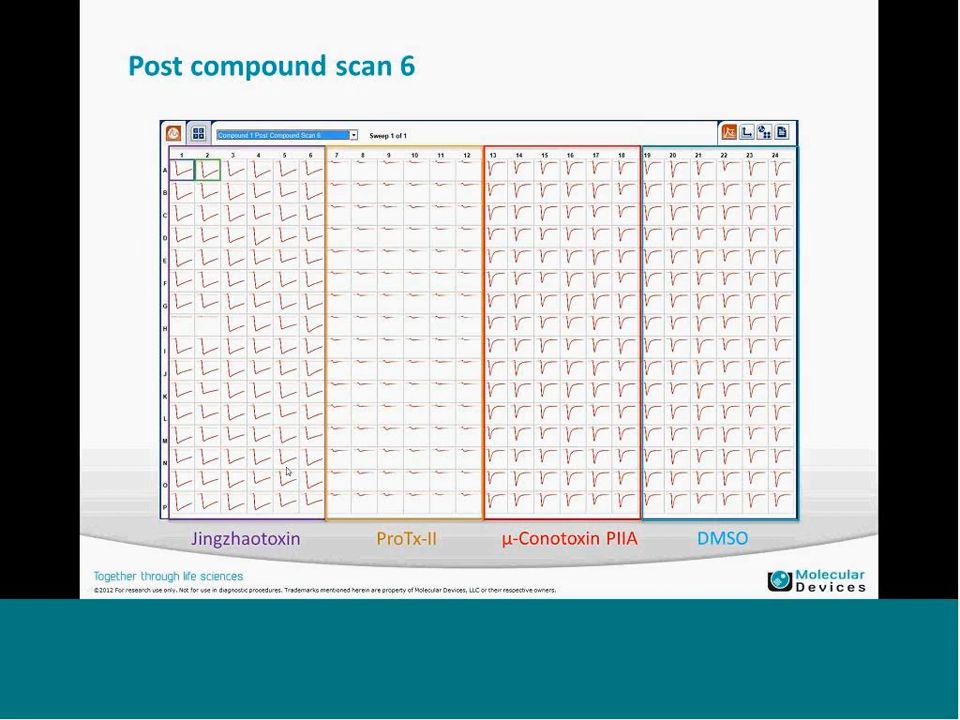 Post compound scan 6
Compound 1 Post Compound Scan 6 Sweep 1 of 1
1 2 3 4 5 6 7 8 9 10 11 12 13 14 15 16 17 18 19 20 21 22 23 24
A
B
C
D
E
F
G
H
I
J
K
L
M
N
O
P
Jingzhaotoxin ProTx-II µ-Conotoxin PIIA DMSO
Together through life sciences
©2012 For research use only. Not for use in diagnostic procedures. Trademarks mentioned herein are property of Molecular Devices, LLC or their respective owners.
Molecular
Devices